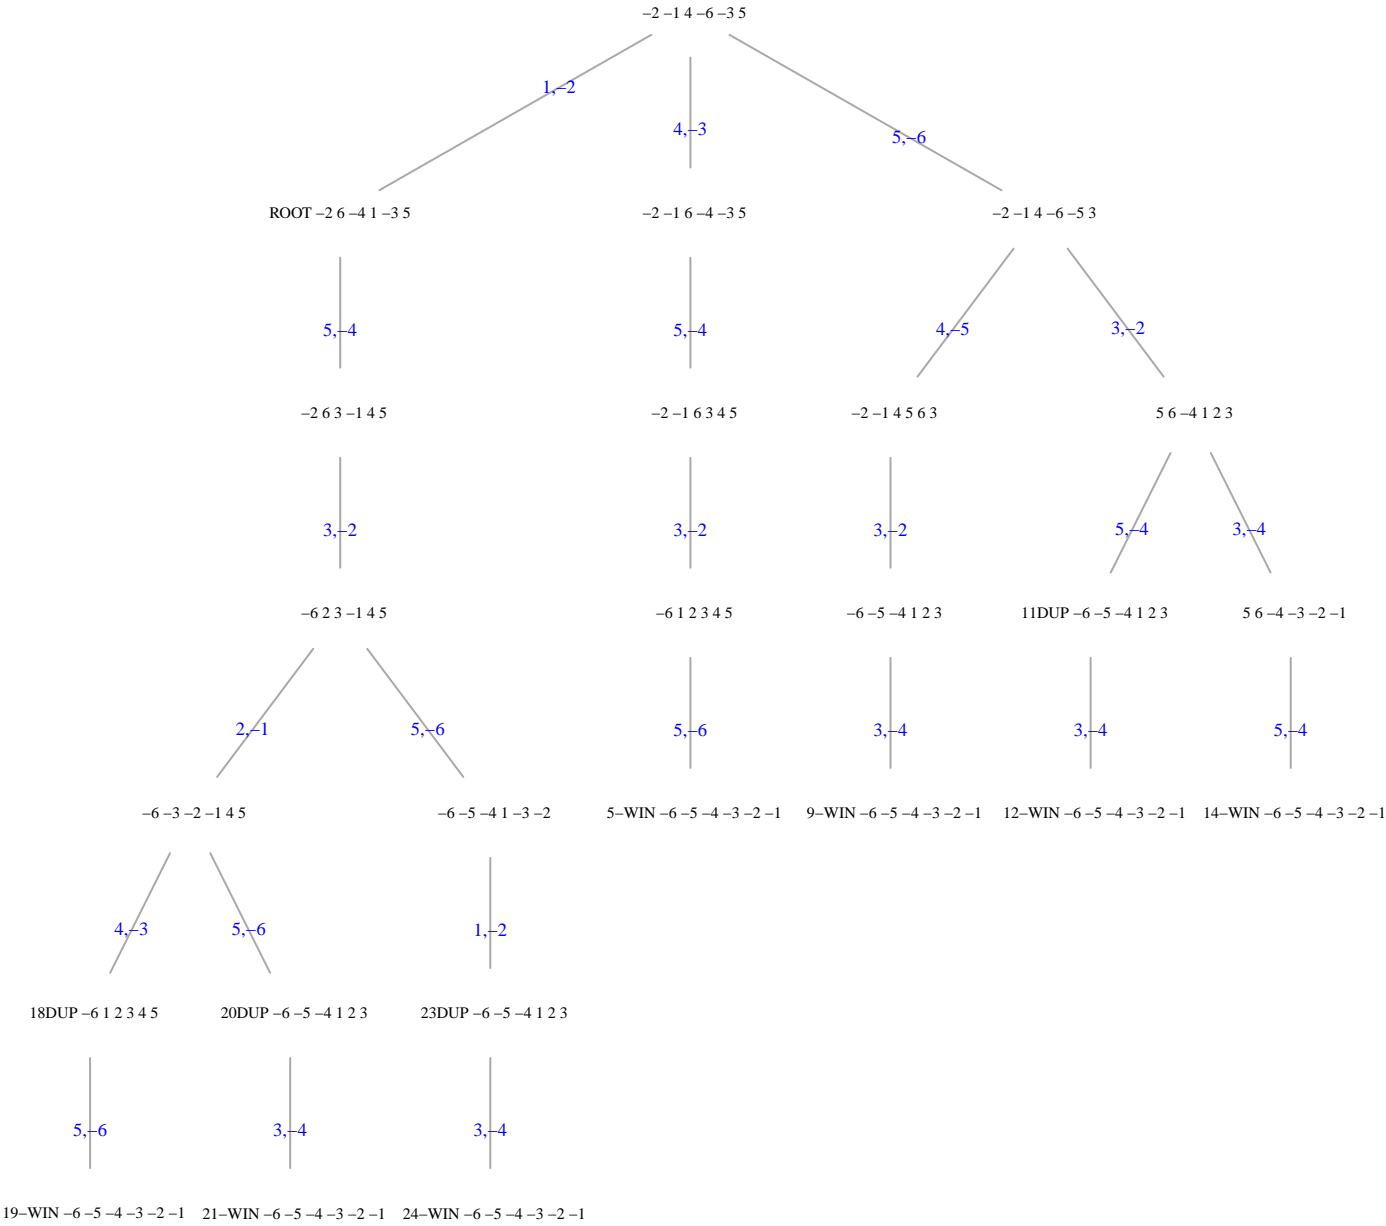 –2 –1 4 –6 –3 5
1,–2
4,–3
5,–6
ROOT –2 6 –4 1 –3 5
–2 –1 6 –4 –3 5
–2 –1 4 –6 –5 3
5,–4
5,–4
4,–5
3,–2
–2 6 3 –1 4 5
–2 –1 6 3 4 5
–2 –1 4 5 6 3
5 6 –4 1 2 3
3,–2
3,–2
3,–2
5,–4
3,–4
–6 2 3 –1 4 5
–6 1 2 3 4 5
–6 –5 –4 1 2 3
11DUP –6 –5 –4 1 2 3
5 6 –4 –3 –2 –1
2,–1
5,–6
5,–6
3,–4
3,–4
5,–4
–6 –3 –2 –1 4 5
–6 –5 –4 1 –3 –2
5–WIN –6 –5 –4 –3 –2 –1
9–WIN –6 –5 –4 –3 –2 –1
12–WIN –6 –5 –4 –3 –2 –1
14–WIN –6 –5 –4 –3 –2 –1
4,–3
5,–6
1,–2
18DUP –6 1 2 3 4 5
20DUP –6 –5 –4 1 2 3
23DUP –6 –5 –4 1 2 3
5,–6
3,–4
3,–4
19–WIN –6 –5 –4 –3 –2 –1
21–WIN –6 –5 –4 –3 –2 –1
24–WIN –6 –5 –4 –3 –2 –1